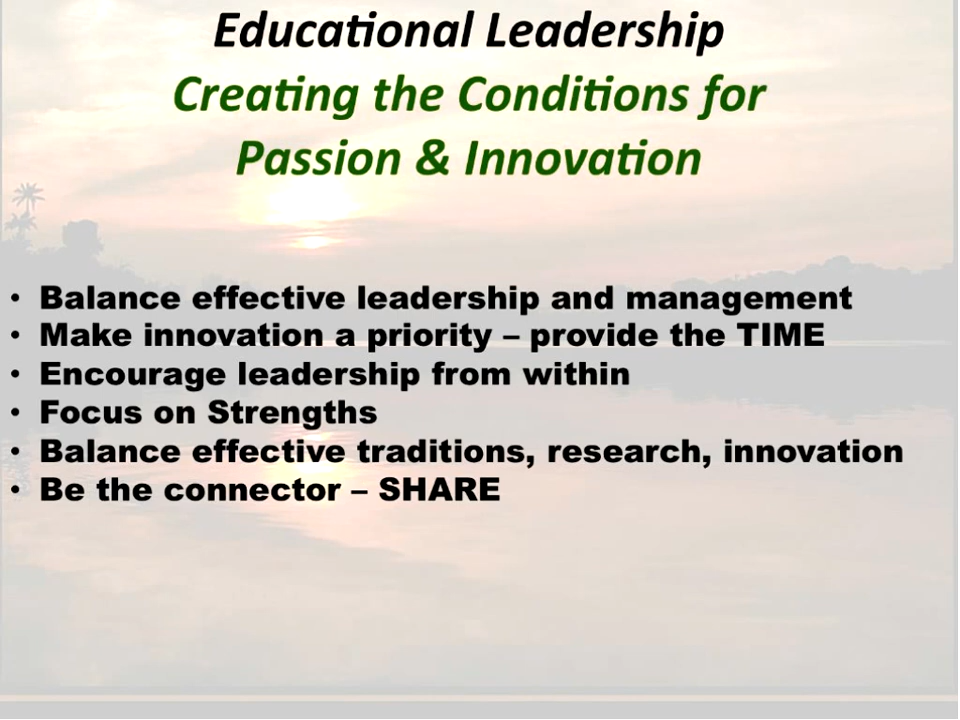 Educational Leadership
Creating the Conditions for
Passion & Innovation
• Balance effective leadership and management
• Make innovation a priority – provide the TIME
• Encourage leadership from within
• Focus on Strengths
• Balance effective traditions, research, innovation
• Be the connector – SHARE